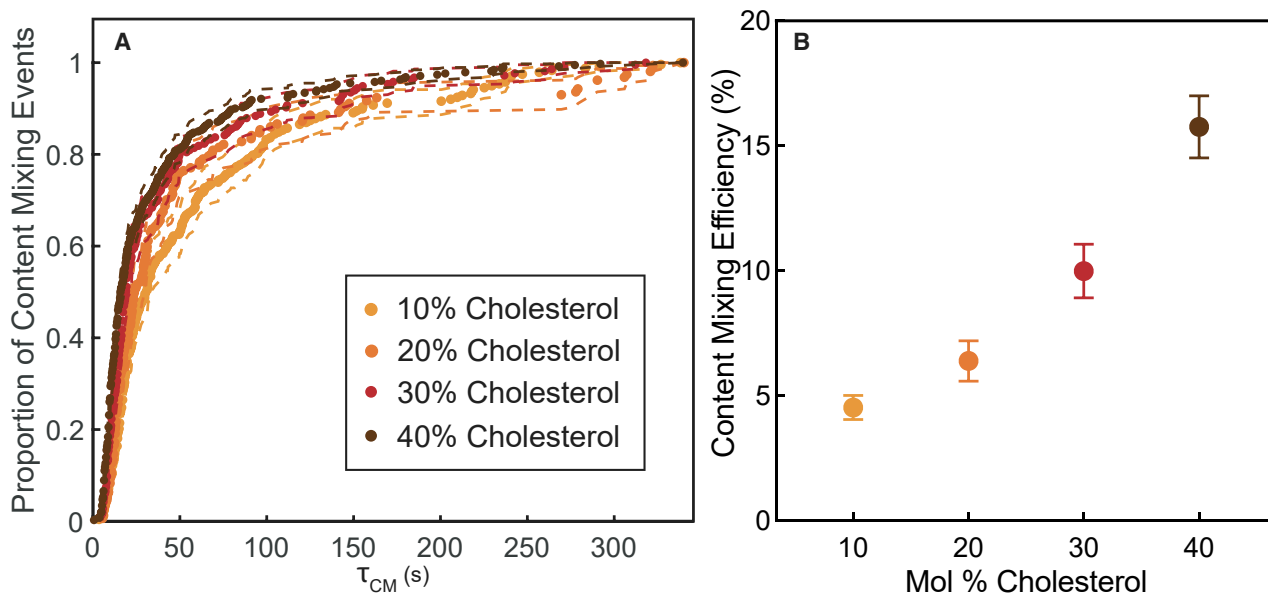 A
Proportion of Content Mixing Events
1
0.8
0.6
0.4
0.2
0
0 50 100 150 200 250 300
τCM (s)
10% Cholesterol
20% Cholesterol
30% Cholesterol
40% Cholesterol
B
Content Mixing Efficiency (%)
20
15
10
5
0
10 20 30 40
Mol % Cholesterol